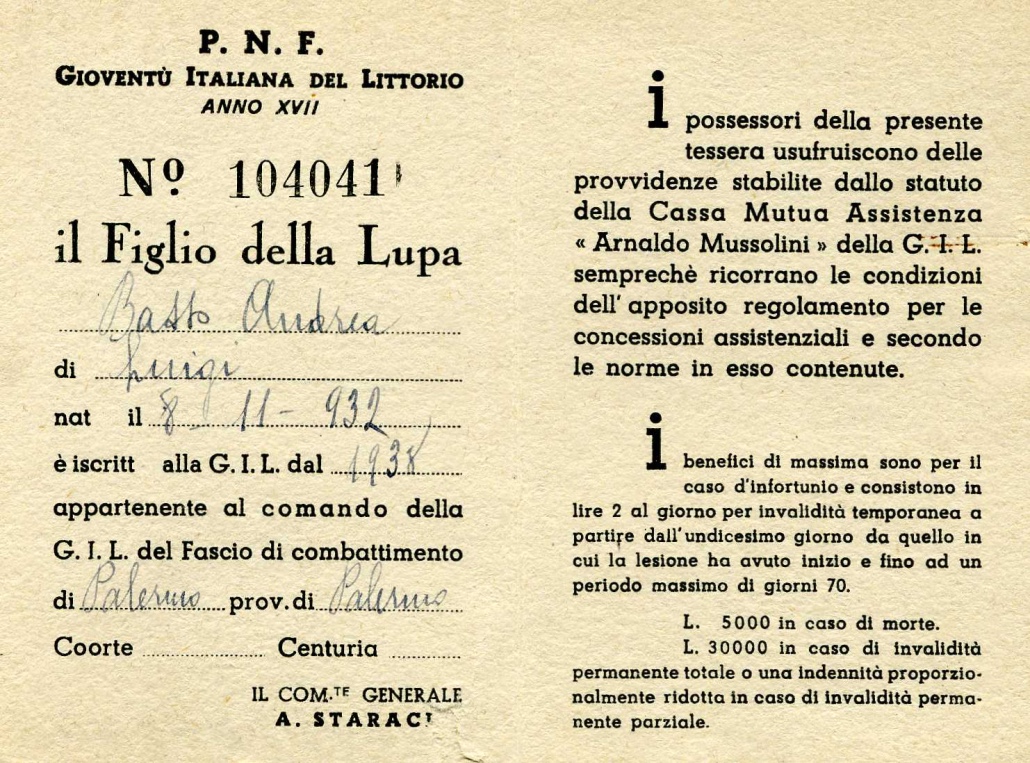 P. N. F.
GIOVENTÙ ITALIANA DEL LITTORIO
ANNO XVII
Nº 104041
il Figlio della Lupa
Basto Andrea
di Luigi
nat il 8 - 11 - 932
è iscritt alla G. I. L. dal 1938
appartenente al comando della
G. I. L. del Fascio di combattimento
di Palermo prov. di Palermo
Coorte Centuria
IL COM.TE GENERALE
A. STARACE
i possessori della presente
tessera usufruiscono delle
provvidenze stabilite dallo statuto
della Cassa Mutua Assistenza
« Arnaldo Mussolini » della G. I. L.
semprechè ricorrano le condizioni
dell' apposito regolamento per le
concessioni assistenziali e secondo
le norme in esso contenute.
i benefici di massima sono per il
caso d'infortunio e consistono in
lire 2 al giorno per invalidità temporanea a
partire dall'undicesimo giorno da quello in
cui la lesione ha avuto inizio e fino ad un
periodo massimo di giorni 70.
L. 5000 in caso di morte.
L. 30000 in caso di invalidità
permanente totale o una indennità proporzio-
nalmente ridotta in caso di invalidità perma-
nente parziale.